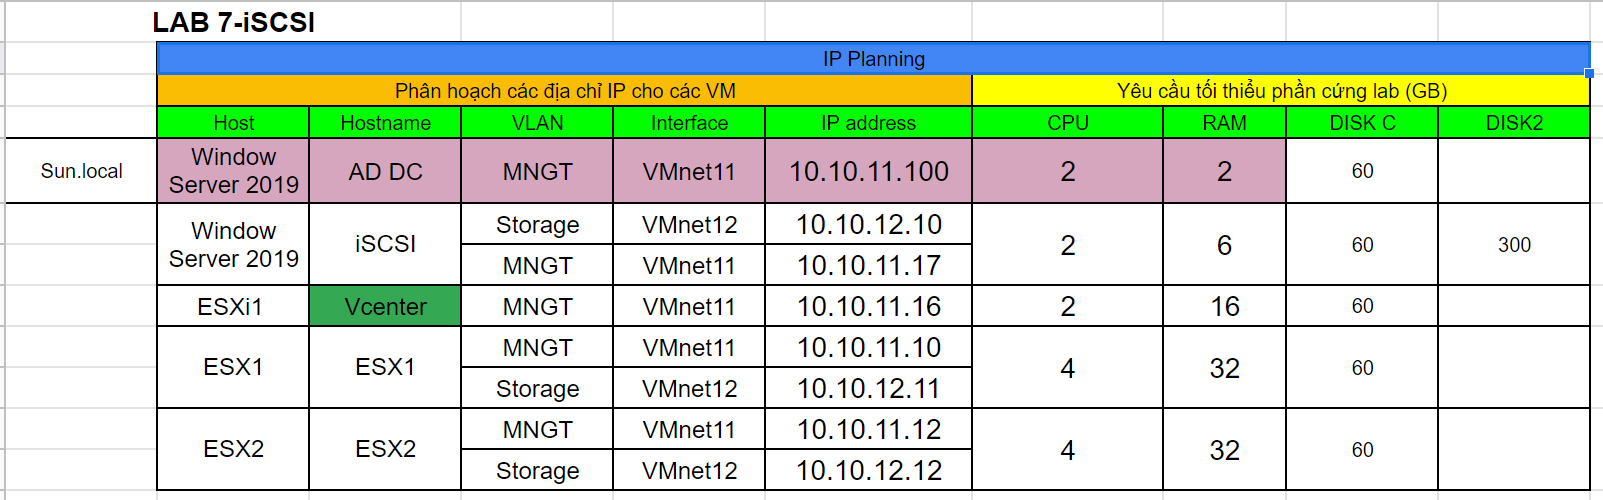 LAB 7-iSCSI
IP Planning
Phân hoạch các địa chỉ IP cho các VM Yêu cầu tối thiểu phần cứng lab (GB)
Host Hostname VLAN Interface IP address CPU RAM DISK C DISK2
Sun.local Window Server 2019 AD DC MNGT VMnet11 10.10.11.100 2 2 60
Window Server 2019 iSCSI Storage VMnet12 10.10.12.10 2 6 60 300
MNGT VMnet11 10.10.11.17
ESXi1 Vcenter MNGT VMnet11 10.10.11.16 2 16 60
ESX1 ESX1 MNGT VMnet11 10.10.11.10 4 32 60
Storage VMnet12 10.10.12.11
ESX2 ESX2 MNGT VMnet11 10.10.11.12 4 32 60
Storage VMnet12 10.10.12.12